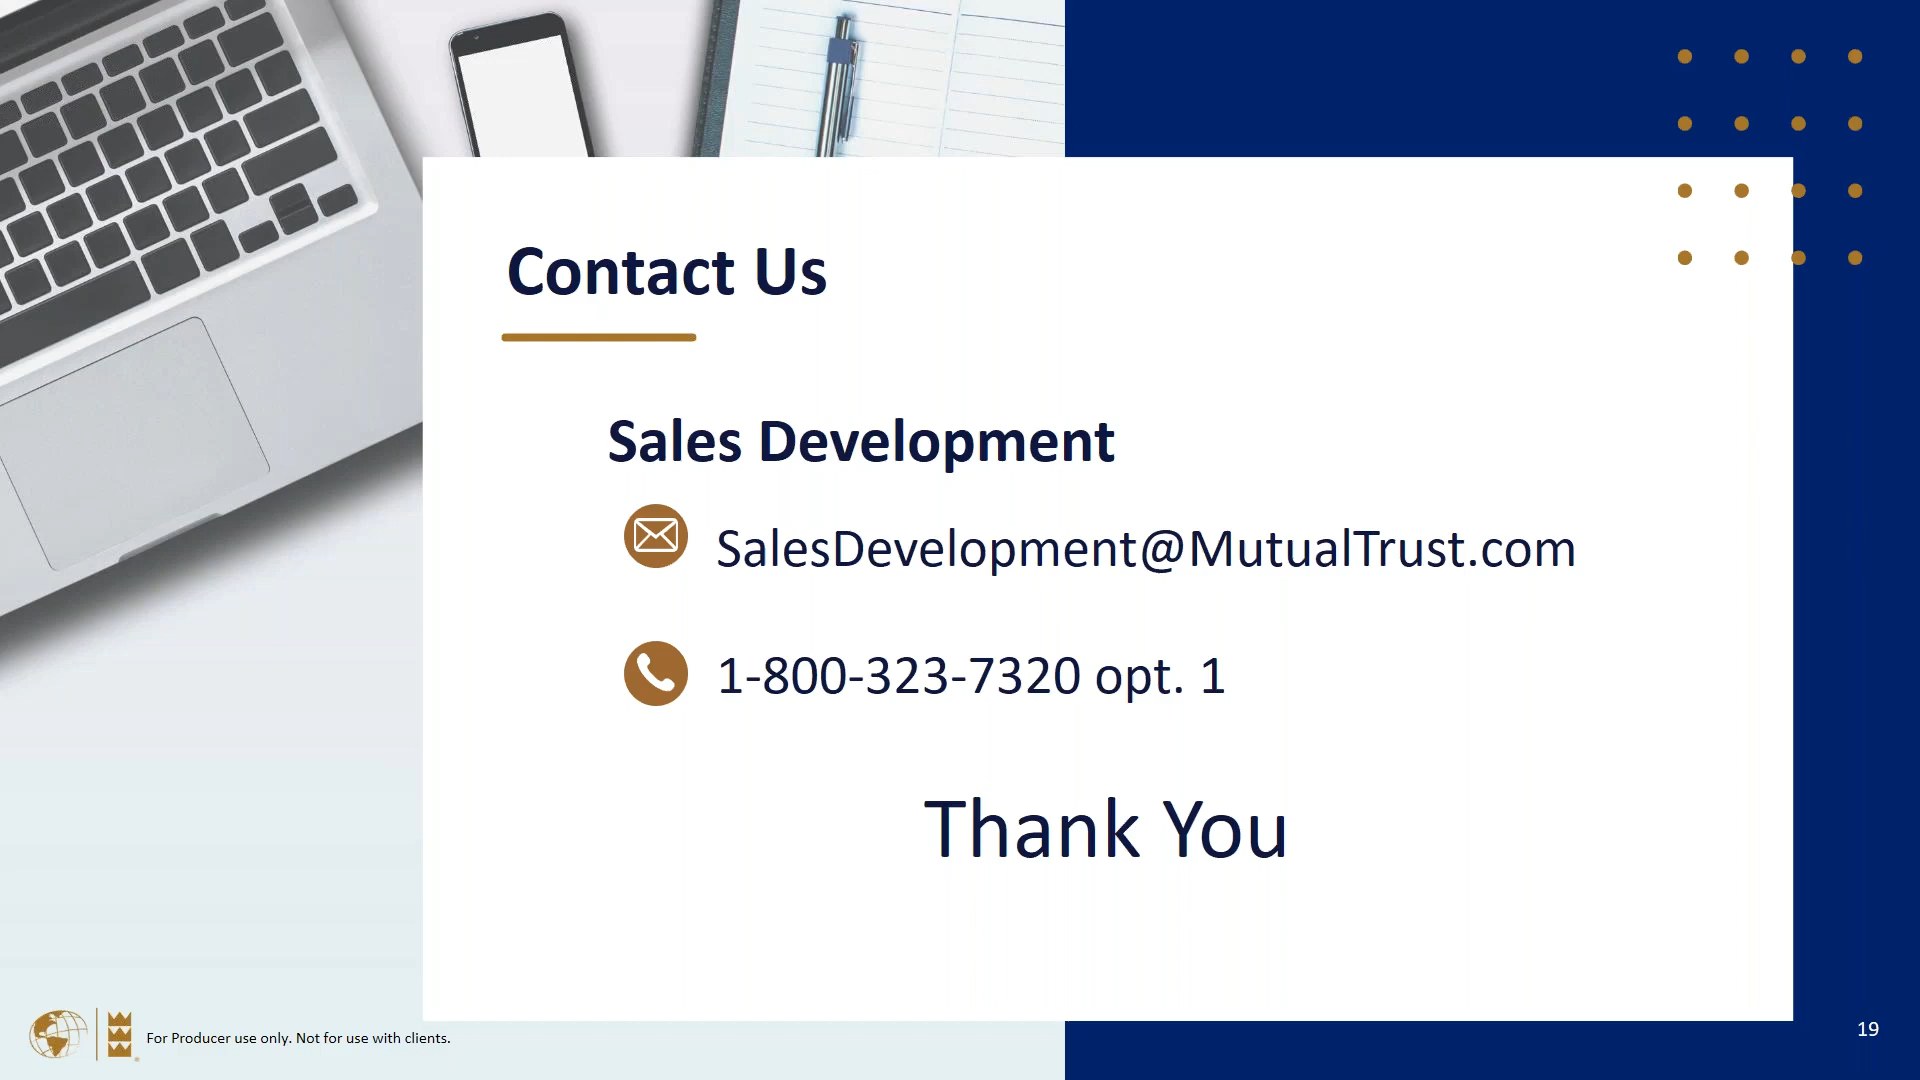 Contact Us
Sales Development
SalesDevelopment@MutualTrust.com
1-800-323-7320 opt. 1
Thank You
For Producer use only. Not for use with clients.
19